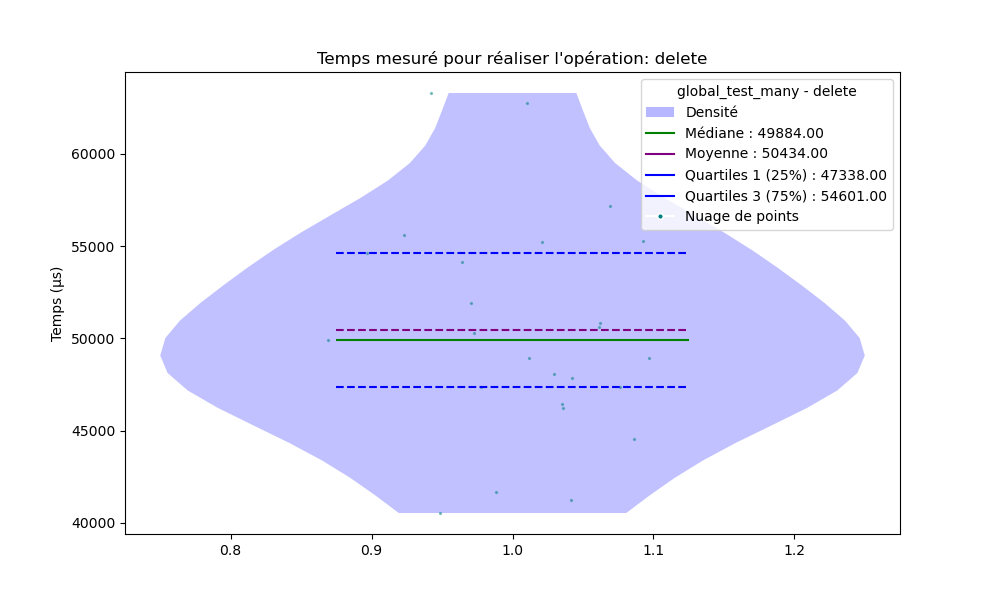 Temps mesuré pour réaliser l'opération: delete
global_test_many - delete
Densité
Médiane : 49884.00
Moyenne : 50434.00
Quartiles 1 (25%) : 47338.00
Quartiles 3 (75%) : 54601.00
Nuage de points
Temps (µs)
60000
55000
50000
45000
40000
0.8 0.9 1.0 1.1 1.2